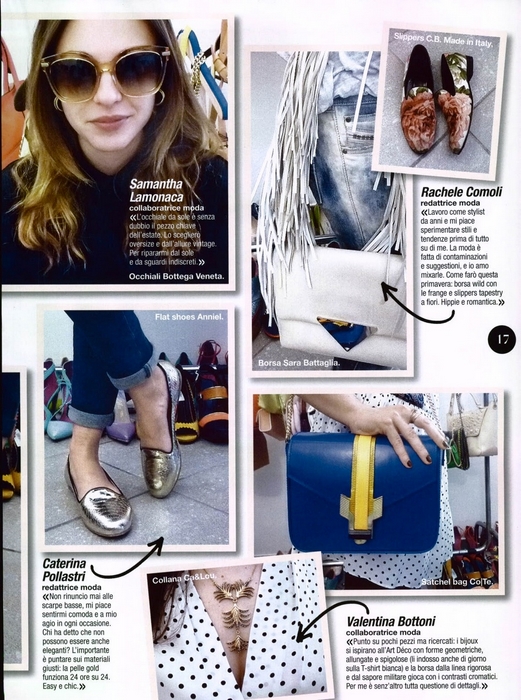 Samantha
Lamonaca
collaboratrice moda
«L'occhiale da sole è senza
dubbio il pezzo chiave
dell'estate. Lo sceglierò
oversize e dall'allure vintage.
Per ripararmi dal sole
e da sguardi indiscreti.»
Occhiali Bottega Veneta.
Slippers C.B. Made in Italy.
Rachele Comoli
redattrice moda
«Lavoro come stylist
da anni e mi piace
sperimentare stili e
tendenze prima di tutto
su di me. La moda è
fatta di contaminazioni
e suggestioni, e io amo
mixarle. Come farò questa
primavera: borsa wild con
le frange e slippers tapestry
a fiori. Hippie e romantica.»
Borsa Sara Battaglia.
17
Flat shoes Anniel.
Caterina
Pollastri
redattrice moda
«Non rinuncio mai alle
scarpe basse, mi piace
sentirmi comoda e a mio
agio in ogni occasione.
Chi ha detto che non
possono essere anche
eleganti? L'importante
è puntare sui materiali
giusti: la pelle gold
funziona 24 ore su 24.
Easy e chic.»
Satchel bag Co|Te.
Collana Ca&Lou.
Valentina Bottoni
collaboratrice moda
«Punto su pochi pezzi ma ricercati: i bijoux
si ispirano all'Art Déco con forme geometriche,
allungate e spigolose (li indosso anche di giorno
sulla T-shirt bianca) e la borsa dalla linea rigorosa
e dal sapore militare gioca con i contrasti cromatici.
Per me è senz'altro tutta questione di dettagli.»